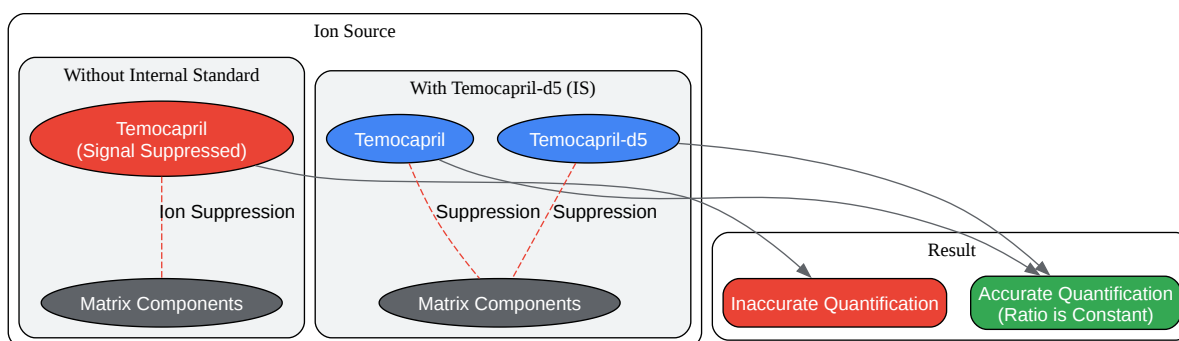 Ion Source
Without Internal Standard
Temocapril
(Signal Suppressed)
Ion Suppression
Matrix Components
With Temocapril-d5 (IS)
Temocapril
Temocapril-d5
Suppression
Suppression
Matrix Components
Result
Inaccurate Quantification
Accurate Quantification
(Ratio is Constant)